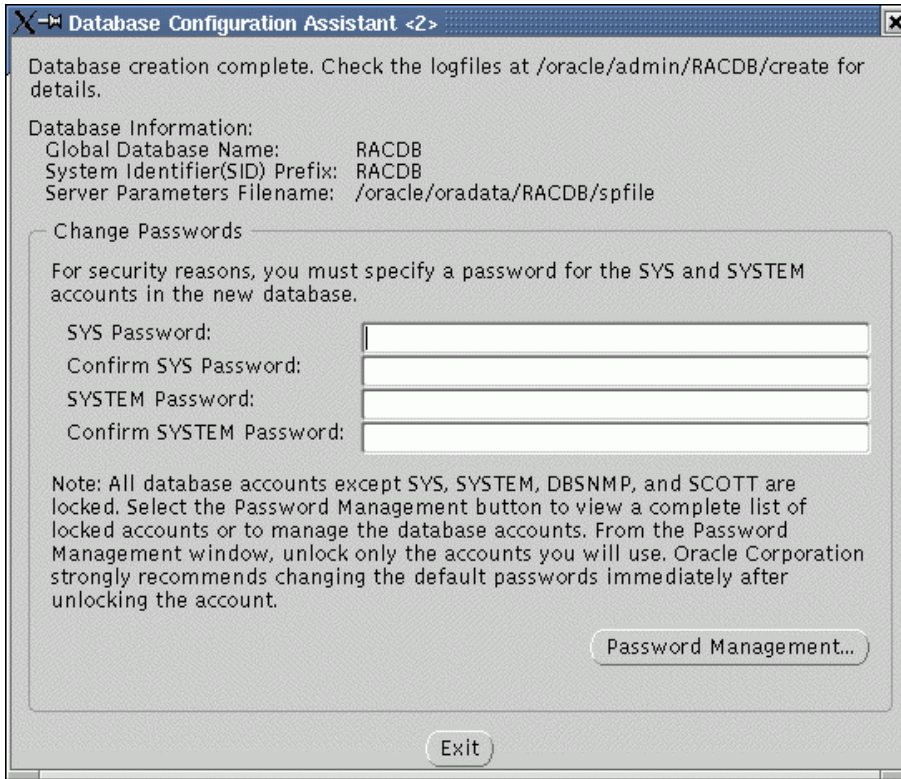 Database Configuration Assistant <2>
Database creation complete. Check the logfiles at /oracle/admin/RACDB/create for
details.
Database Information:
Global Database Name: RACDB
System Identifier(SID) Prefix: RACDB
Server Parameters Filename: /oracle/oradata/RACDB/spfile
Change Passwords
For security reasons, you must specify a password for the SYS and SYSTEM
accounts in the new database.
SYS Password:
Confirm SYS Password:
SYSTEM Password:
Confirm SYSTEM Password:
Note: All database accounts except SYS, SYSTEM, DBSNMP, and SCOTT are
locked. Select the Password Management button to view a complete list of
locked accounts or to manage the database accounts. From the Password
Management window, unlock only the accounts you will use. Oracle Corporation
strongly recommends changing the default passwords immediately after
unlocking the account.
Password Management...
Exit